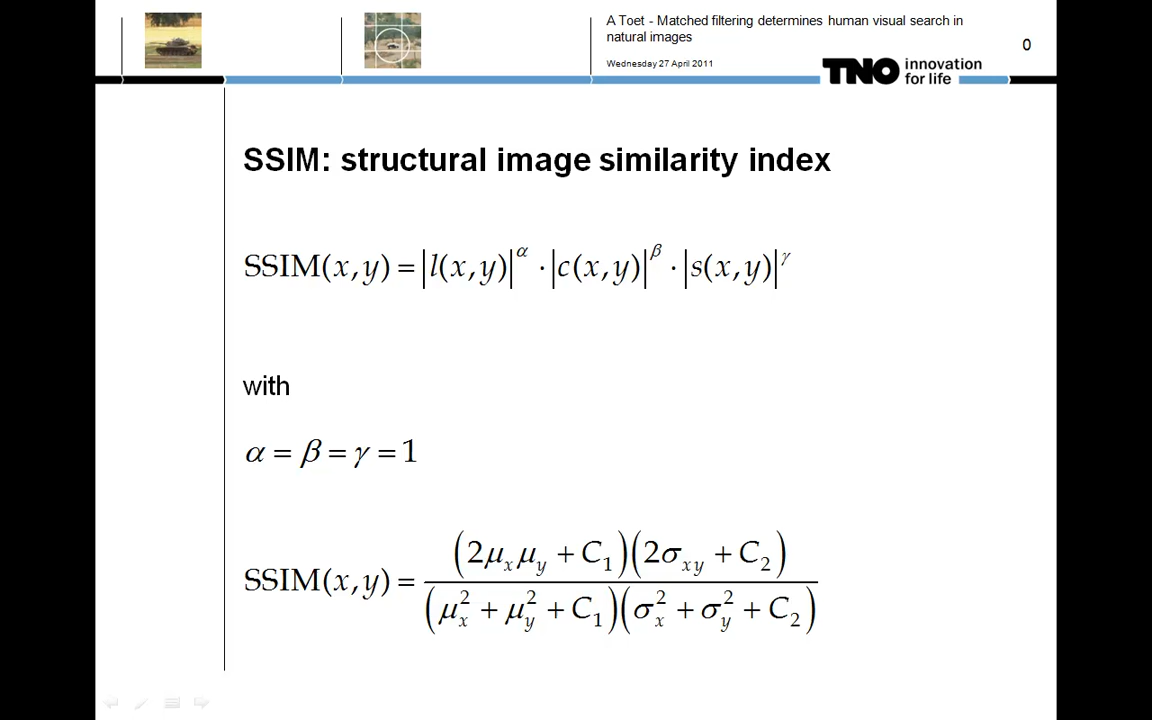 A Toet - Matched filtering determines human visual search in
natural images
0
Wednesday 27 April 2011
TNO innovation
for life
SSIM: structural image similarity index
SSIM(x,y) = |l(x,y)|^α · |c(x,y)|^β · |s(x,y)|^γ
with
α = β = γ = 1
SSIM(x,y) = (2μ_x μ_y + C_1)(2σ_xy + C_2) / (μ_x^2 + μ_y^2 + C_1)(σ_x^2 + σ_y^2 + C_2)